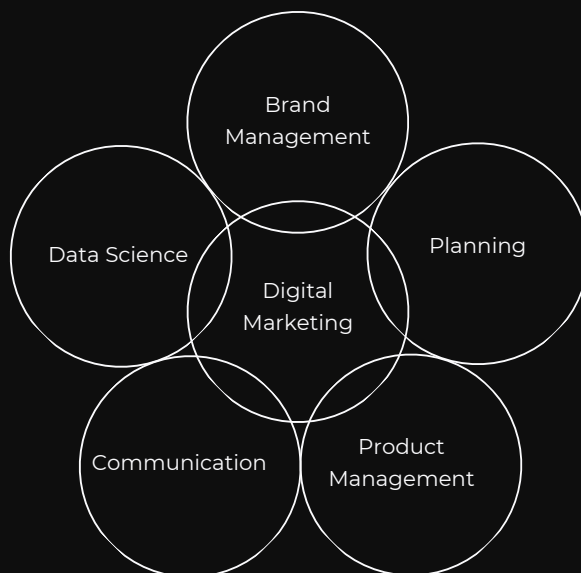 Brand
Management
Data Science
Planning
Digital
Marketing
Communication
Product
Management